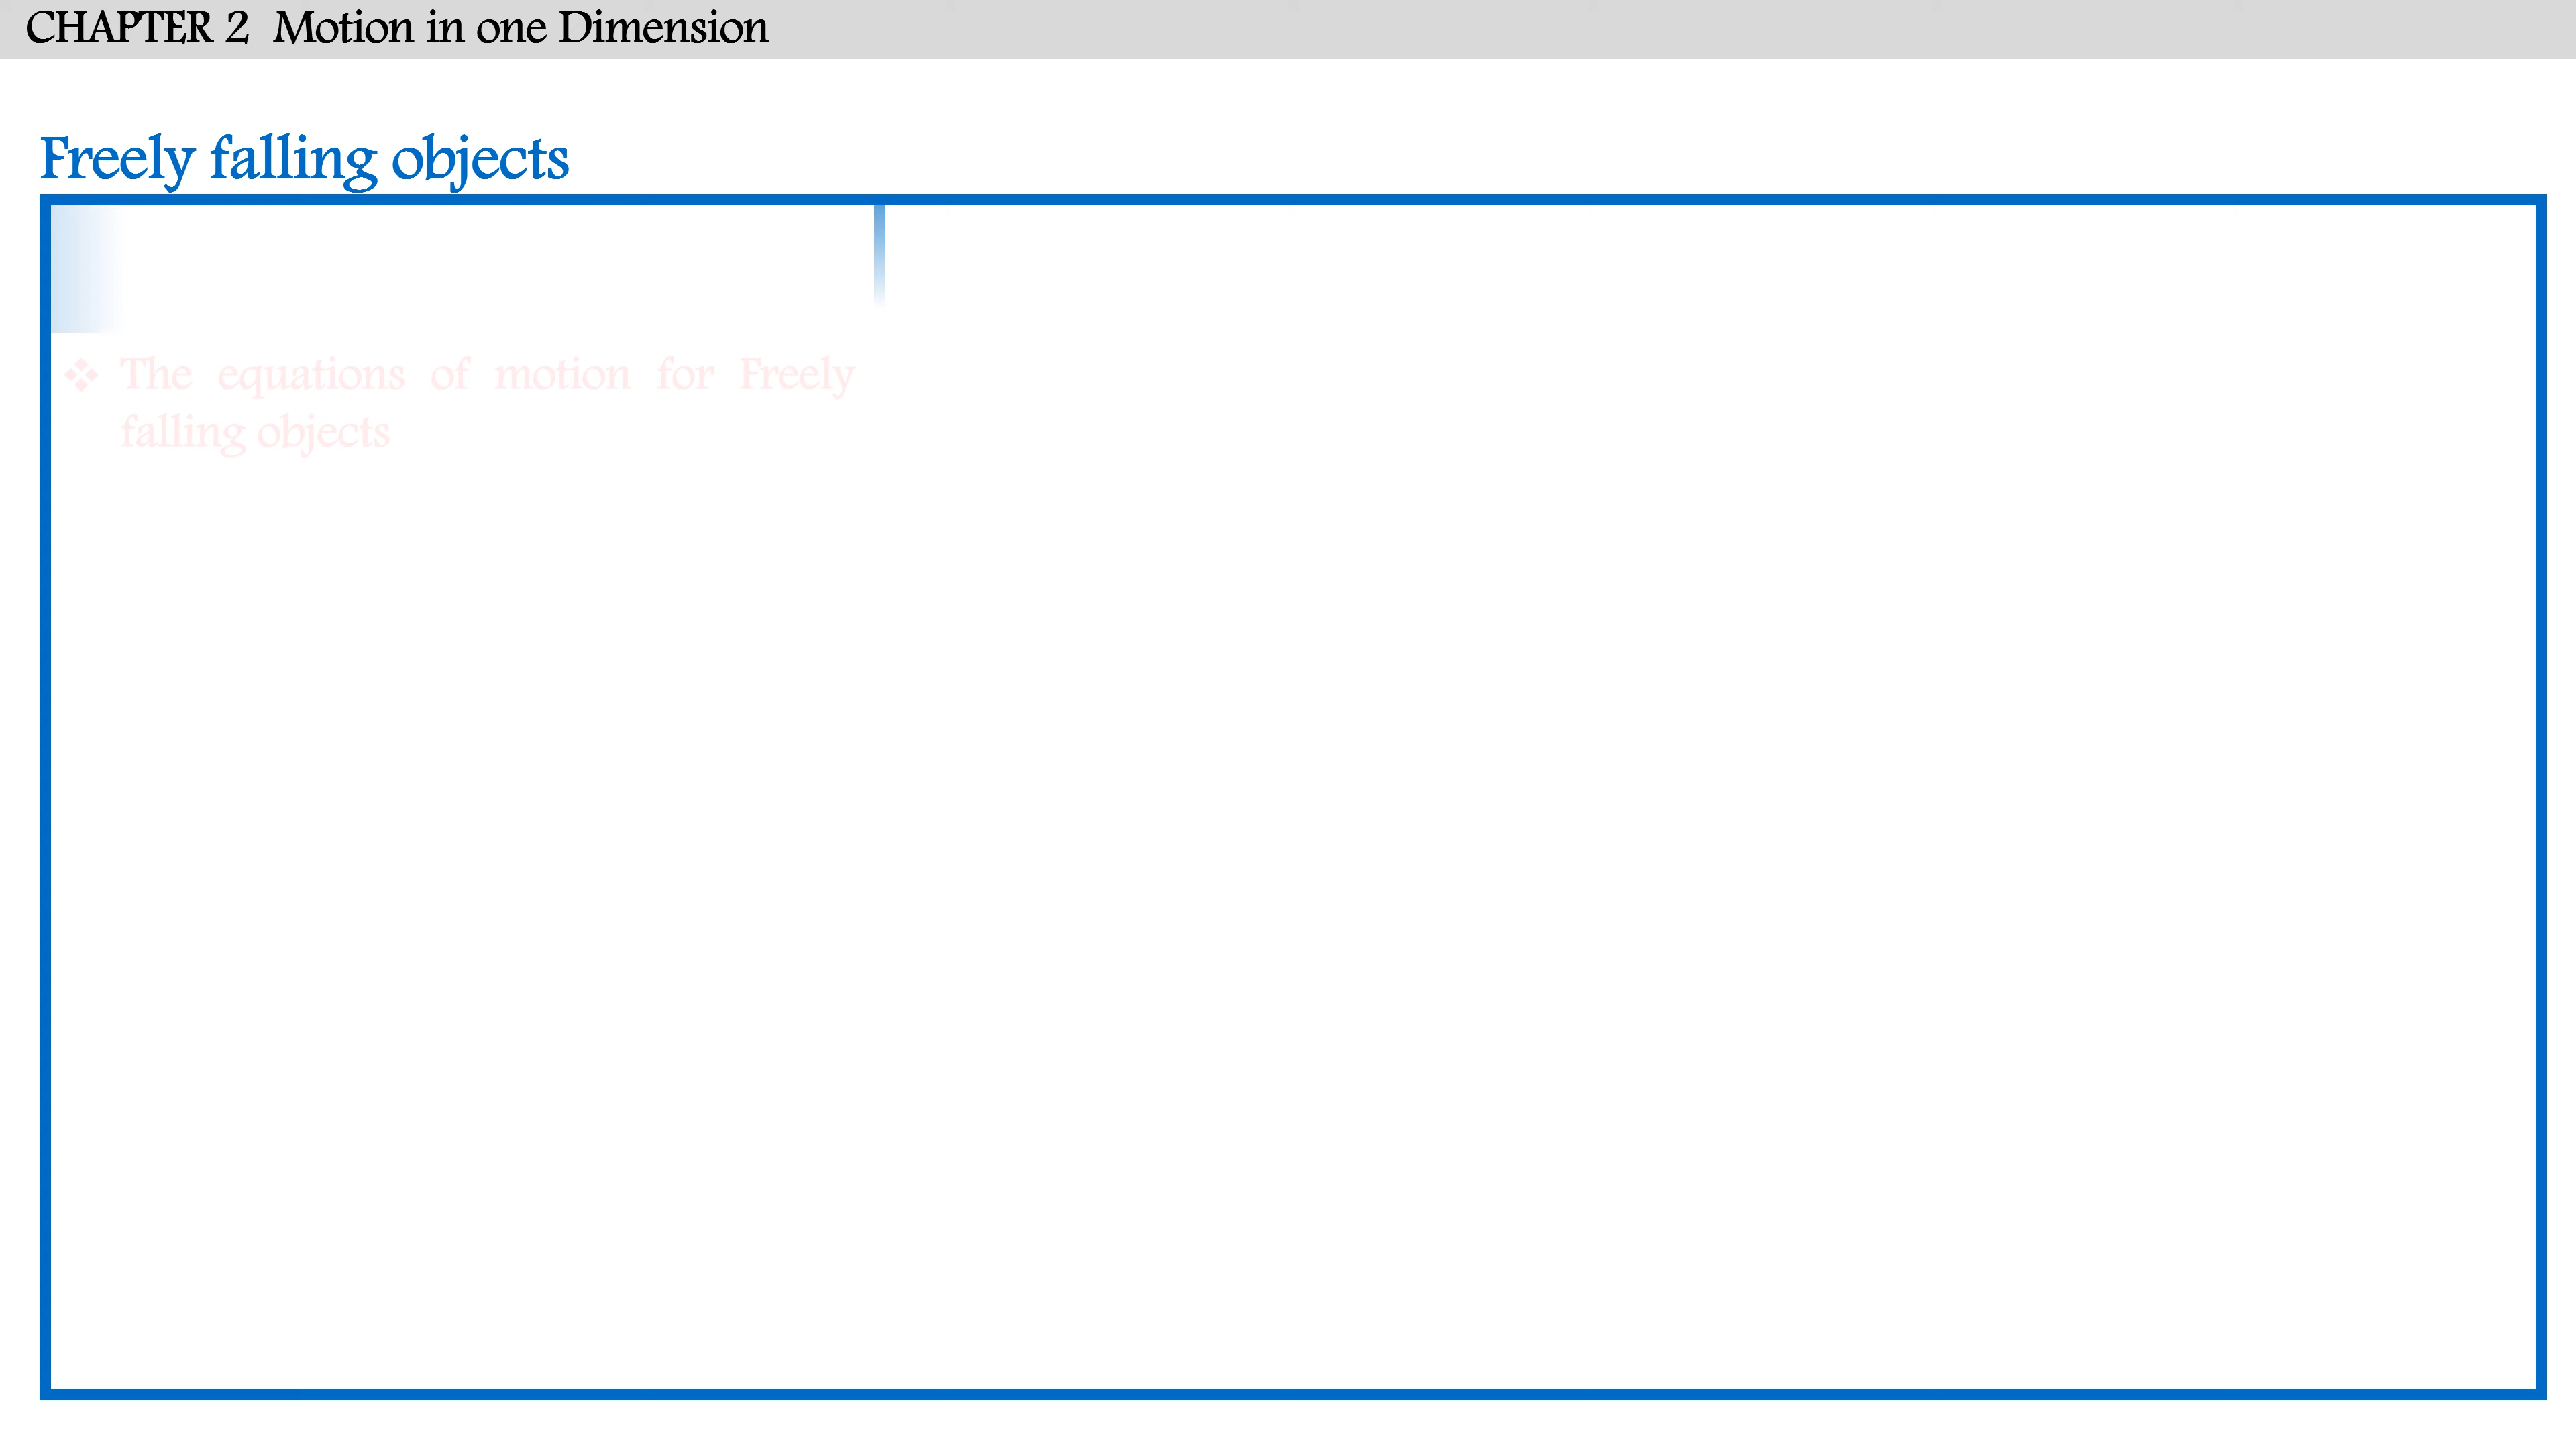 CHAPTER 2 Motion in one Dimension
Freely falling objects
❖ The equations of motion for Freely
falling objects